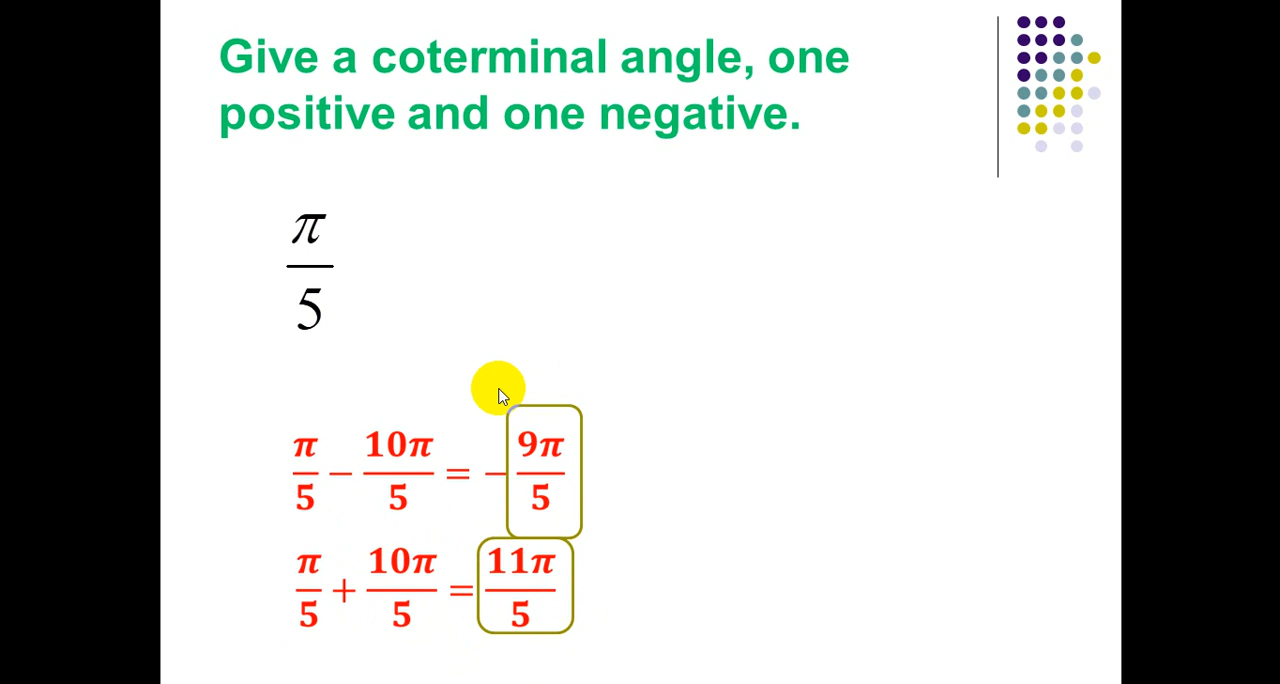 Give a coterminal angle, one
positive and one negative.
π/5
π/5 − 10π/5 = −9π/5
π/5 + 10π/5 = 11π/5